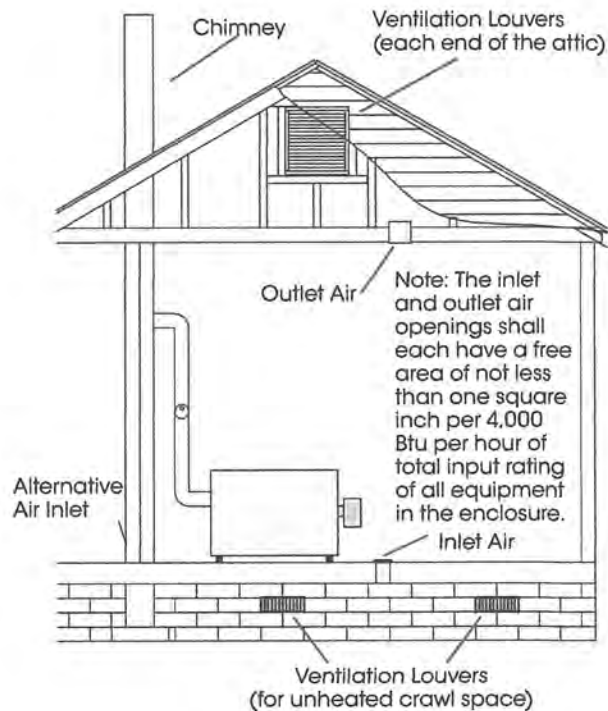 Chimney
Ventilation Louvers
(each end of the attic)
Outlet Air
Note: The inlet
and outlet air
openings shall
each have a free
area of not less
than one square
inch per 4,000
Btu per hour of
total input rating
of all equipment
in the enclosure.
Alternative
Air Inlet
Inlet Air
Ventilation Louvers
(for unheated crawl space)